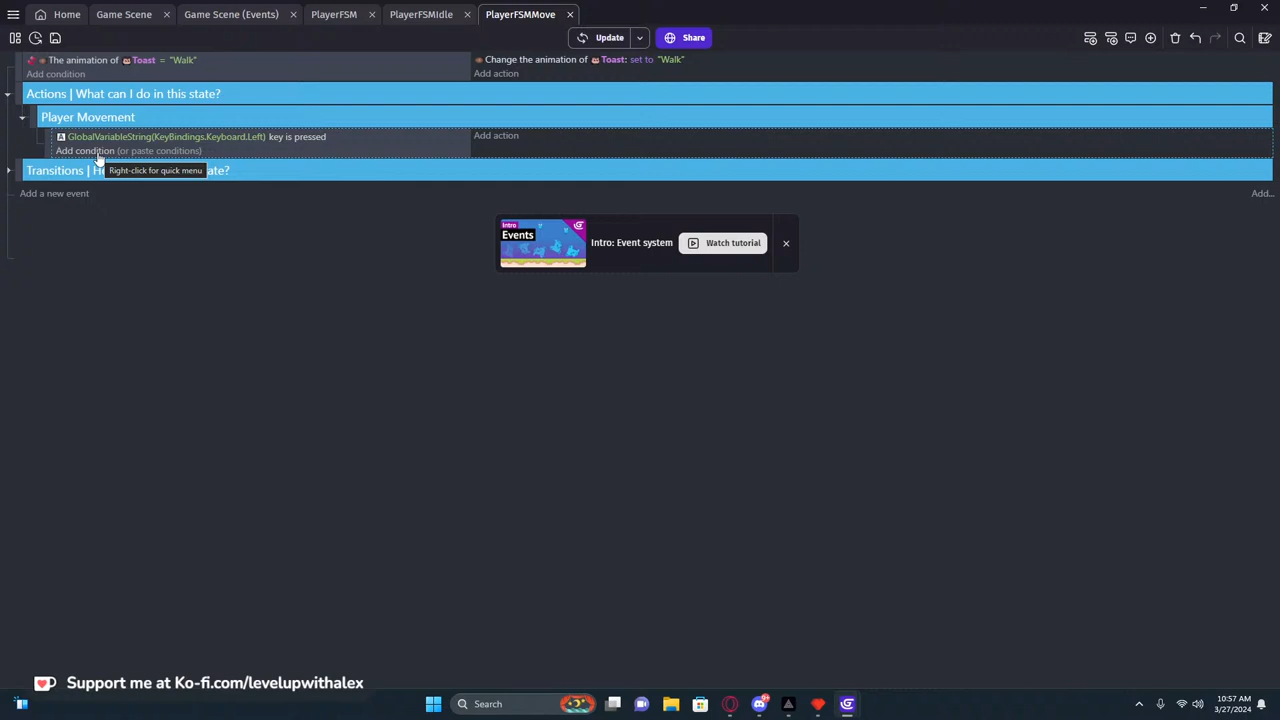 Home
Game Scene
Game Scene (Events)
PlayerFSM
PlayerFSMIdle
PlayerFSMMove
Update
Share
The animation of Toast = "Walk"
Add condition
Change the animation of Toast: set to "Walk"
Add action
Actions | What can I do in this state?
Player Movement
GlobalVariableString(KeyBindings.Keyboard.Left) key is pressed
Add condition (or paste conditions)
Add action
Transitions | H
ate?
Right-click for quick menu
Add a new event
Add...
Intro
Events
Intro: Event system
Watch tutorial
Support me at Ko-fi.com/levelupwithalex
Search
10:57 AM
3/27/2024